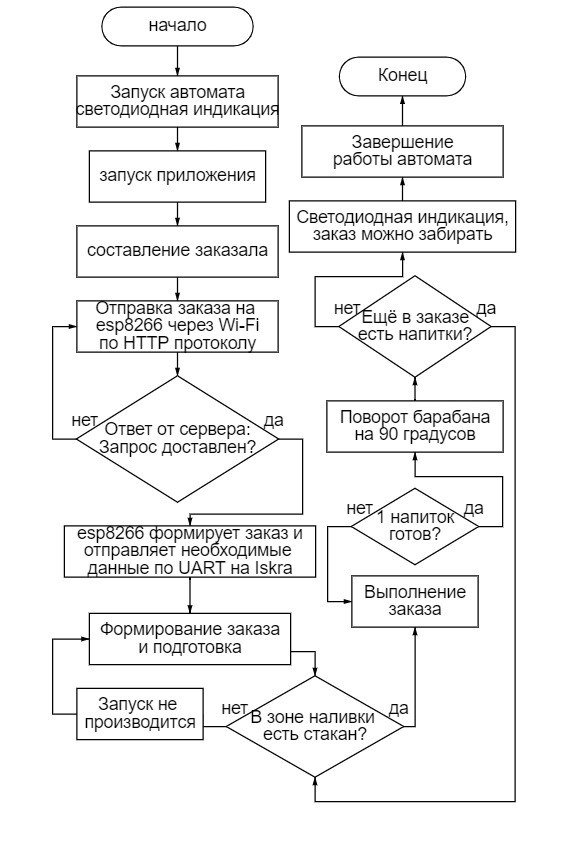 начало
Запуск автомата
светодиодная индикация
запуск приложения
составление заказала
Отправка заказа на
esp8266 через Wi-Fi
по HTTP протоколу
нет
да
Ответ от сервера:
Запрос доставлен?
esp8266 формирует заказ и
отправляет необходимые
данные по UART на Iskra
Формирование заказа
и подготовка
Запуск не
производится
нет
да
В зоне наливки
есть стакан?
Выполнение
заказа
нет
да
1 напиток
готов?
Поворот барабана
на 90 градусов
нет
да
Ещё в заказе
есть напитки?
Светодиодная индикация,
заказ можно забирать
Завершение
работы автомата
Конец